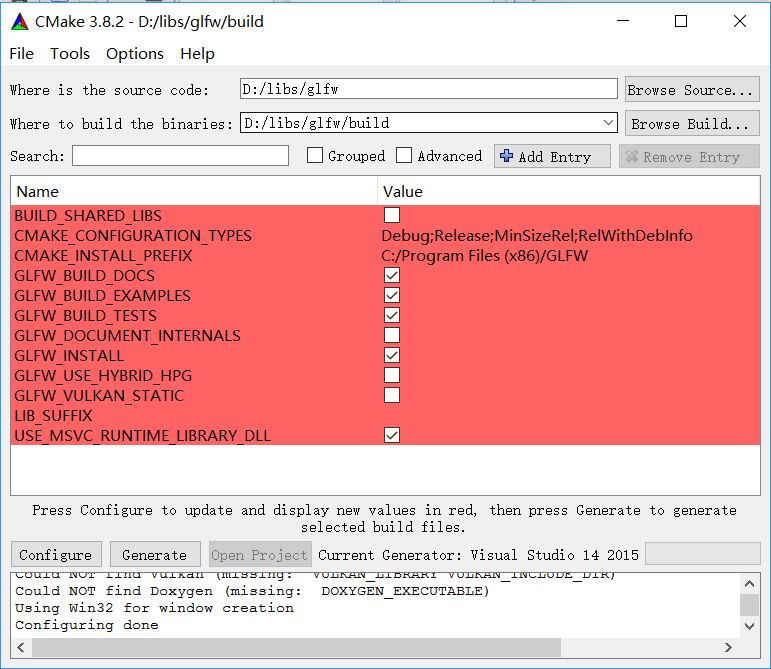 CMake 3.8.2 - D:/libs/glfw/build
File Tools Options Help
Where is the source code: D:/libs/glfw Browse Source...
Where to build the binaries: D:/libs/glfw/build Browse Build...
Search: Grouped Advanced Add Entry Remove Entry
Name Value
BUILD_SHARED_LIBS
CMAKE_CONFIGURATION_TYPES Debug;Release;MinSizeRel;RelWithDebInfo
CMAKE_INSTALL_PREFIX C:/Program Files (x86)/GLFW
GLFW_BUILD_DOCS
GLFW_BUILD_EXAMPLES
GLFW_BUILD_TESTS
GLFW_DOCUMENT_INTERNALS
GLFW_INSTALL
GLFW_USE_HYBRID_HPG
GLFW_VULKAN_STATIC
LIB_SUFFIX
USE_MSVC_RUNTIME_LIBRARY_DLL
Press Configure to update and display new values in red, then press Generate to generate
selected build files.
Configure Generate Open Project Current Generator: Visual Studio 14 2015
Could NOT find Vulkan (missing: VULKAN_LIBRARY VULKAN_INCLUDE_DIR)
Could NOT find Doxygen (missing: DOXYGEN_EXECUTABLE)
Using Win32 for window creation
Configuring done